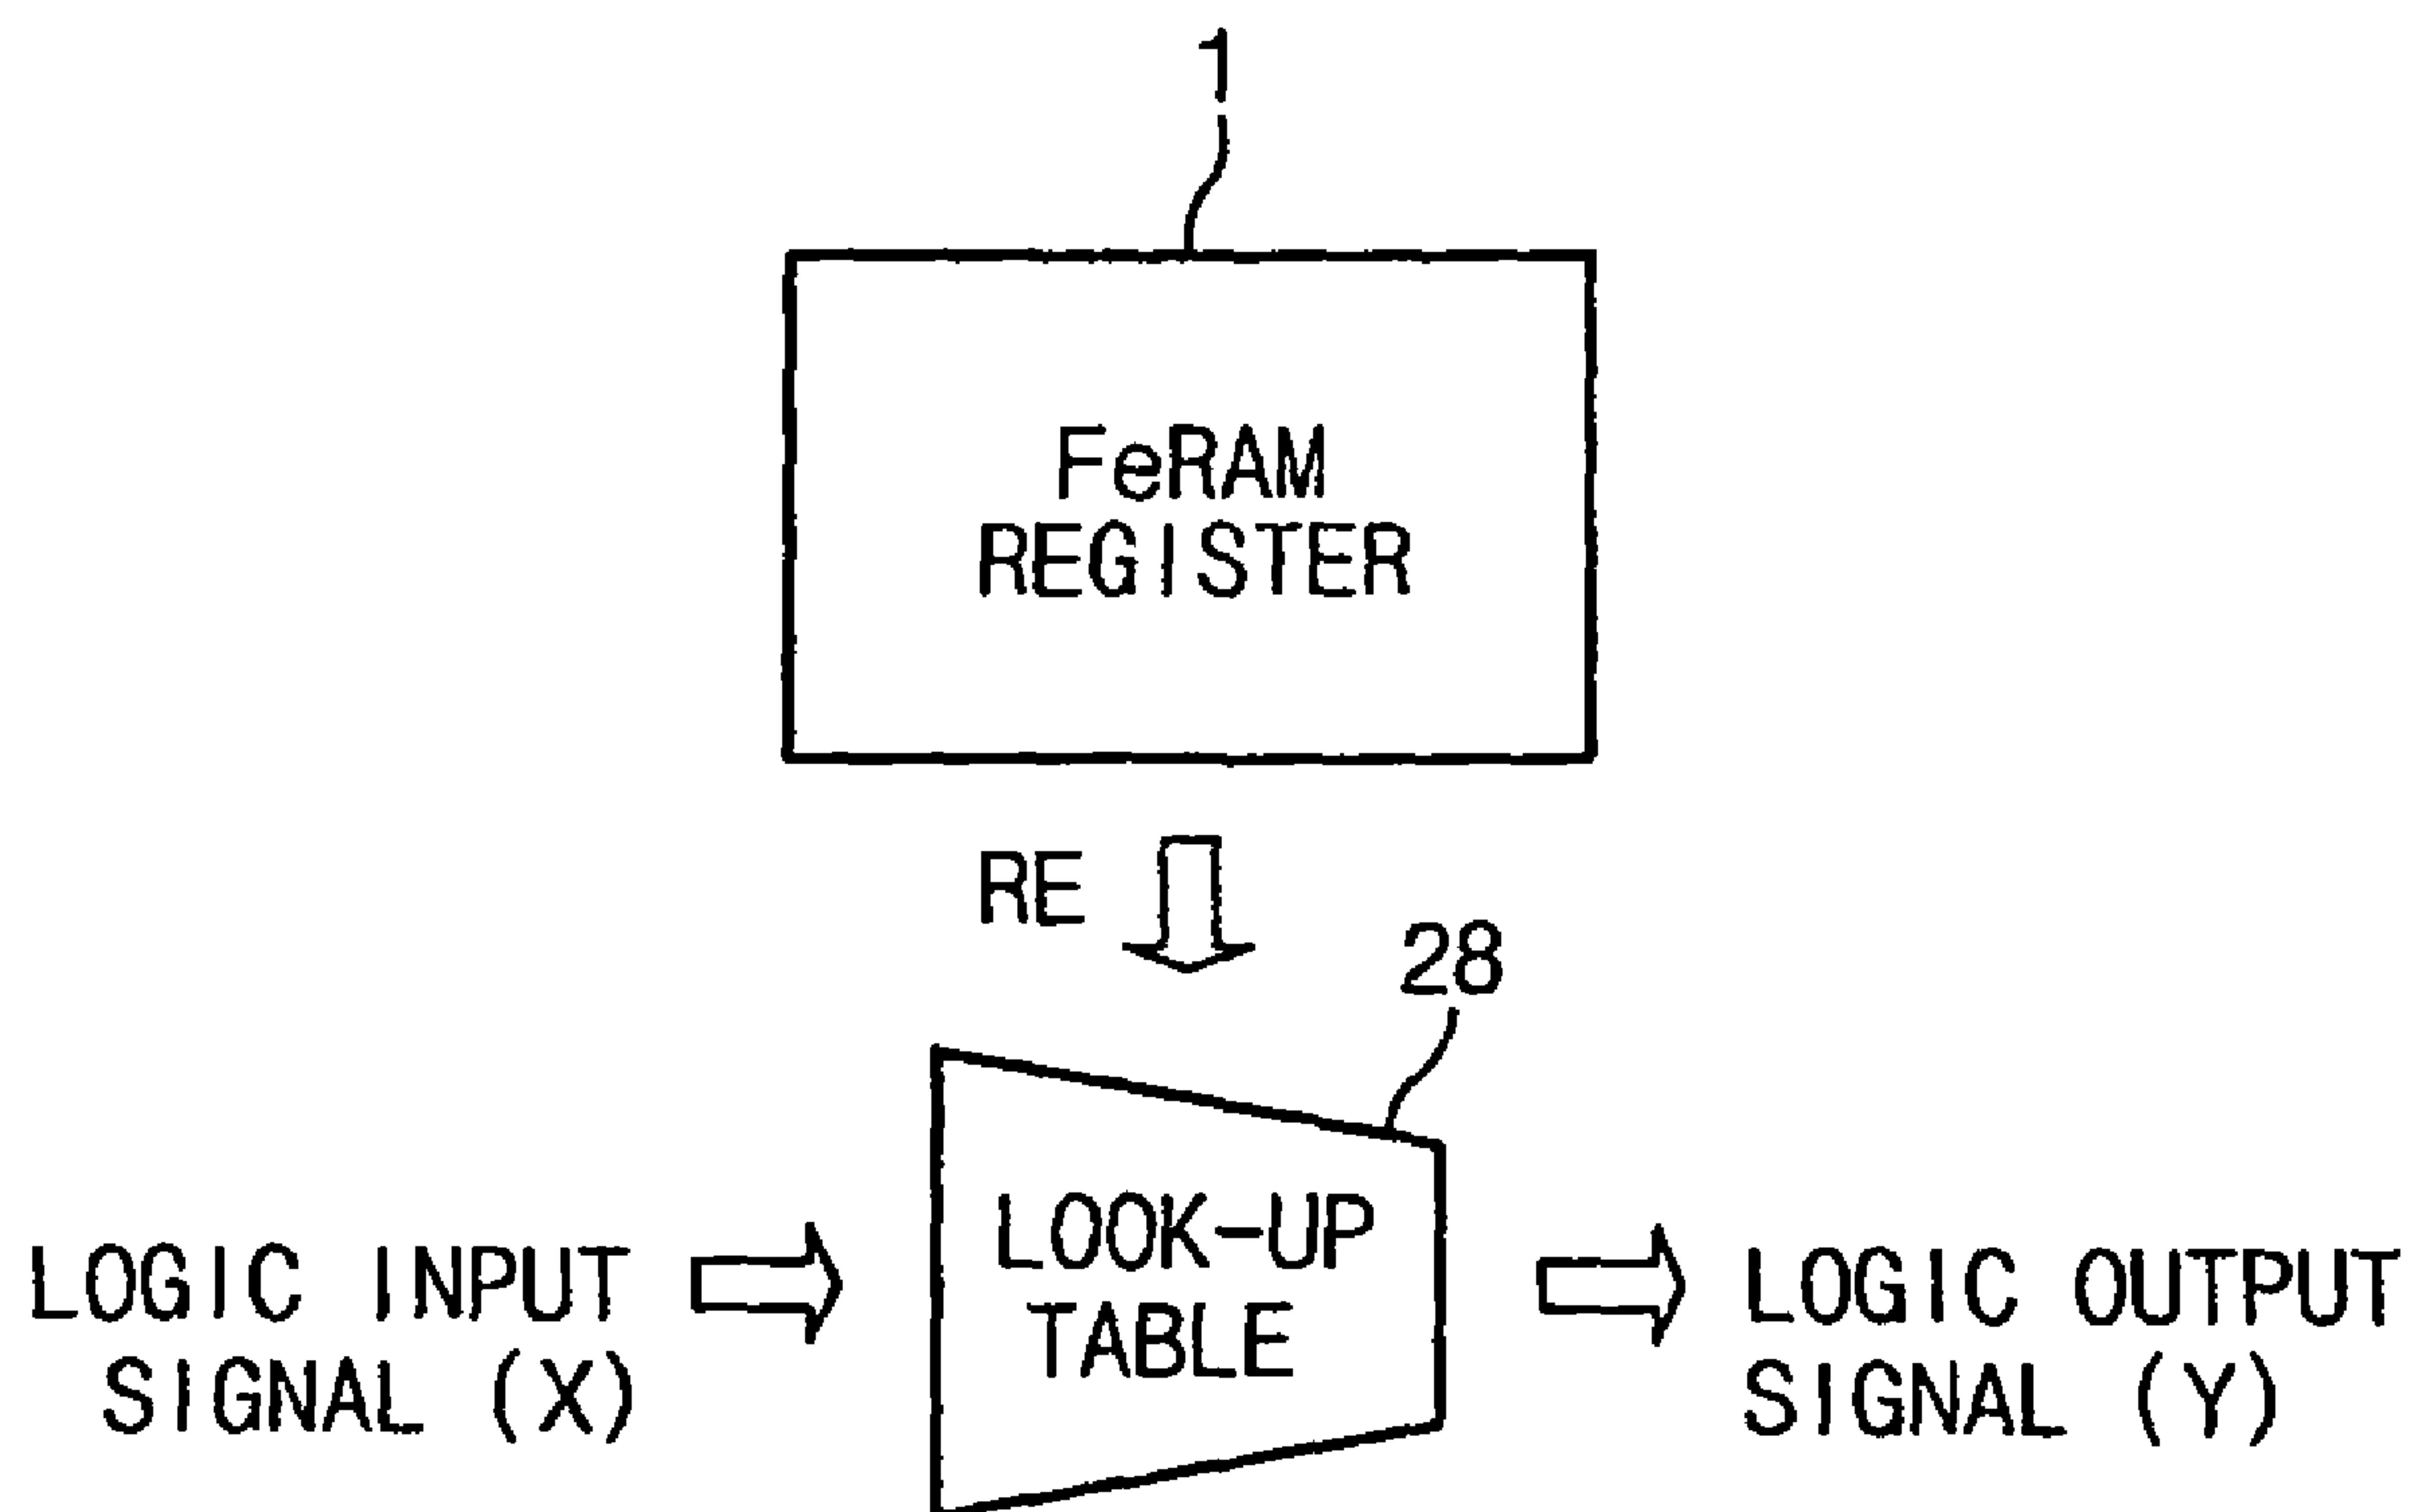 1
FeRAM
REGISTER
RE
28
LOOK-UP
TABLE
LOGIC INPUT
SIGNAL (X)
LOGIC OUTPUT
SIGNAL (Y)